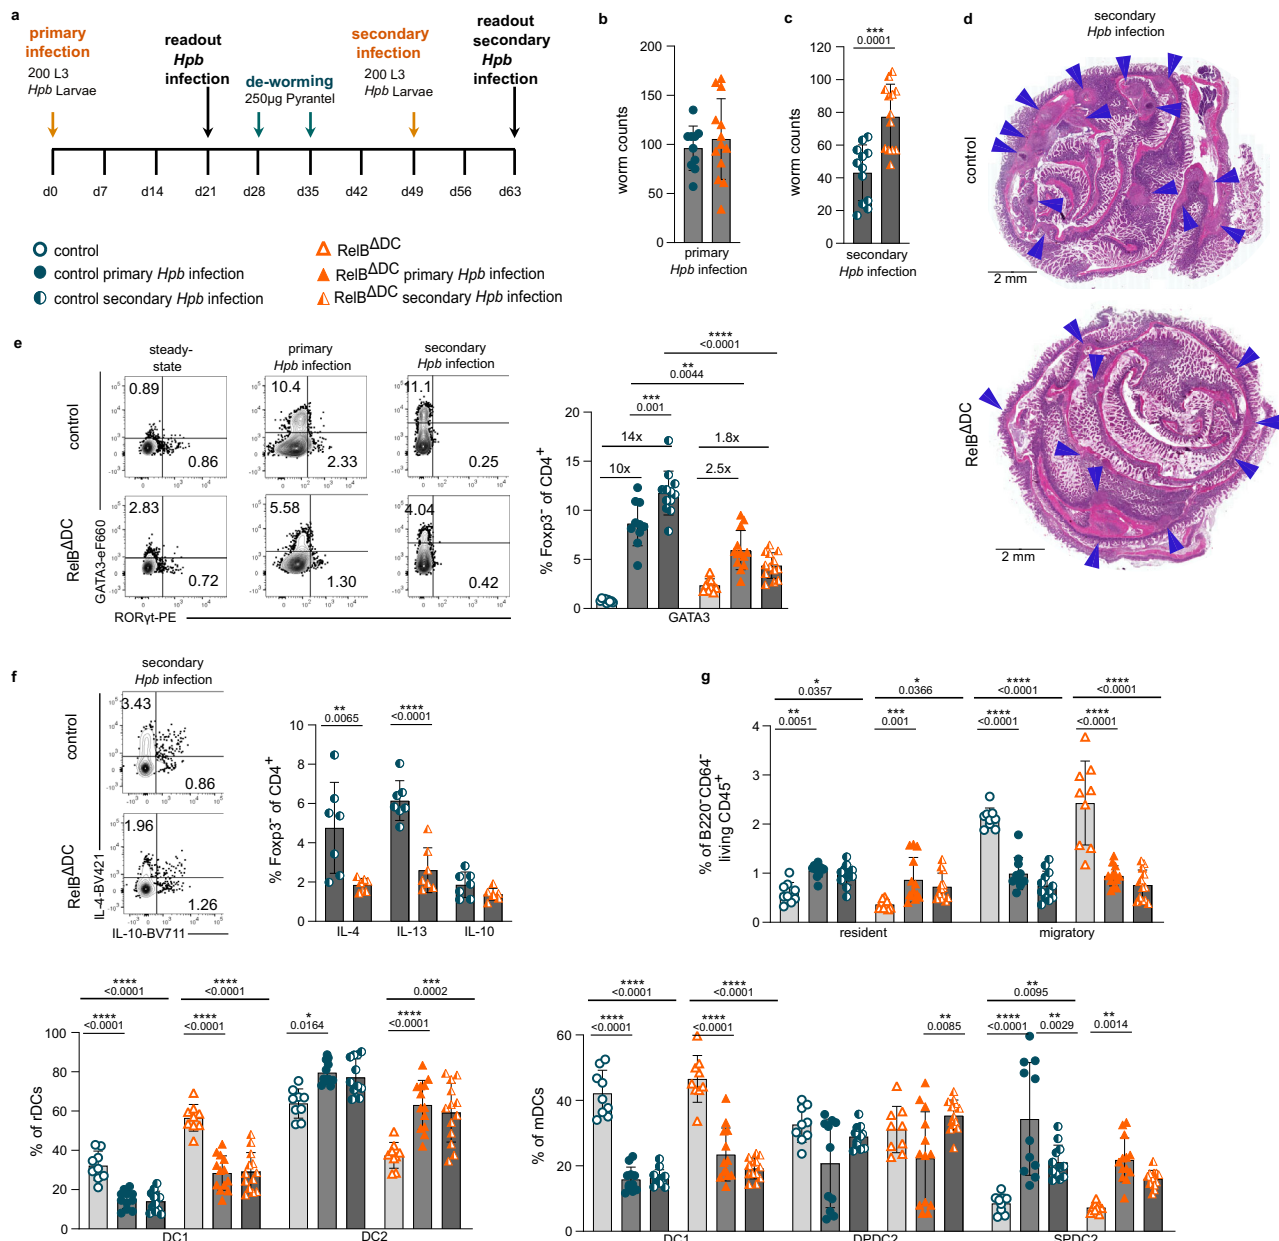 a
primary
infection
200 L3
Hpb Larvae
readout
Hpb
infection
de-worming
250µg Pyrantel
secondary
infection
200 L3
Hpb Larvae
readout
secondary
Hpb
infection
d0 d7 d14 d21 d28 d35 d42 d49 d56 d63
control
control primary Hpb infection
control secondary Hpb infection
RelBΔDC
RelBΔDC primary Hpb infection
RelBΔDC secondary Hpb infection
b
worm counts
200
150
100
50
0
primary
Hpb infection
c
***
0.0001
worm counts
120
100
80
60
40
20
0
secondary
Hpb infection
d
secondary
Hpb infection
control
2 mm
RelBΔDC
2 mm
e
steady-
state
primary
Hpb infection
secondary
Hpb infection
control
0.89
0.86
10.4
2.33
11.1
0.25
RelBΔDC
2.83
0.72
5.58
1.30
4.04
0.42
GATA3-eF660
RORγt-PE
****
<0.0001
**
0.0044
***
0.001
14x
10x
1.8x
2.5x
% Foxp3- of CD4+
20
15
10
5
0
GATA3
f
secondary
Hpb infection
control
3.43
0.86
RelBΔDC
1.96
1.26
IL-4-BV421
IL-10-BV711
% Foxp3- of CD4+
10
8
6
4
2
0
**
0.0065
****
<0.0001
IL-4 IL-13 IL-10
g
% of B220-CD64-
living CD45+
4
3
2
1
0
*
0.0357
**
0.0051
*
0.0366
***
0.001
****
<0.0001
****
<0.0001
****
<0.0001
****
<0.0001
resident migratory
% of rDCs
100
80
60
40
20
0
****
<0.0001
****
<0.0001
****
<0.0001
****
<0.0001
*
0.0164
***
0.0002
****
<0.0001
DC1 DC2
% of mDCs
60
40
20
0
****
<0.0001
****
<0.0001
****
<0.0001
****
<0.0001
**
0.0085
**
0.0095
****
<0.0001
**
0.0029
**
0.0014
DC1 DPDC2 SPDC2